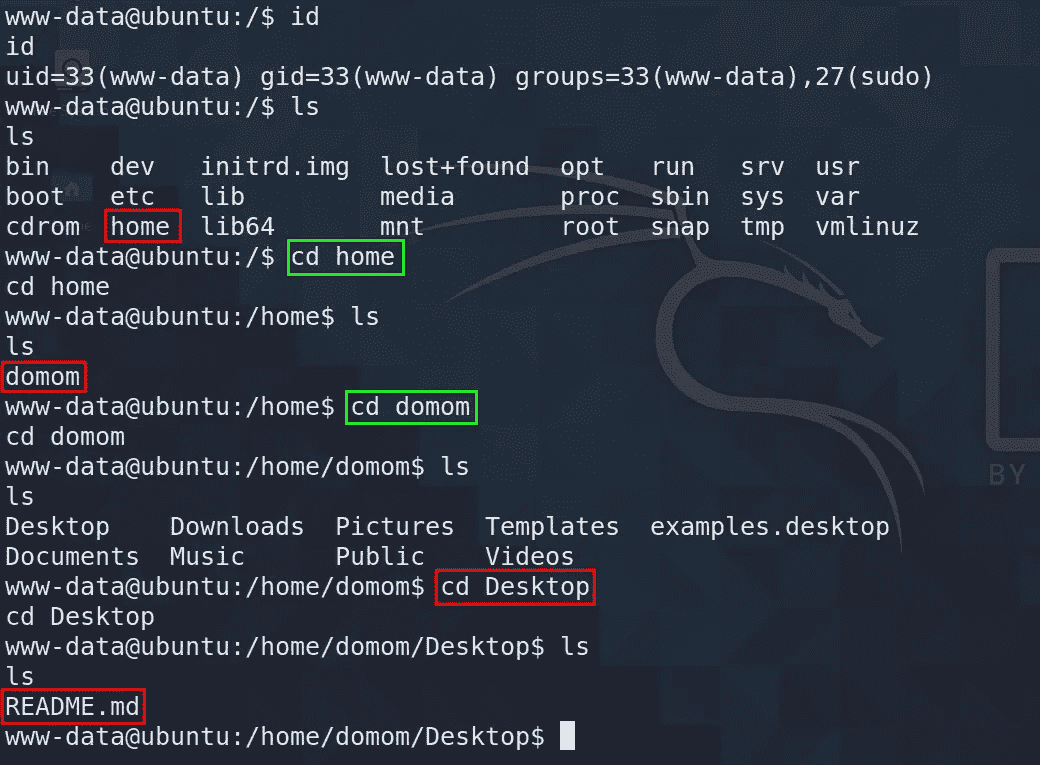 www-data@ubuntu:/$ id
id
uid=33(www-data) gid=33(www-data) groups=33(www-data),27(sudo)
www-data@ubuntu:/$ ls
ls
bin    dev   initrd.img  lost+found  opt   run   srv  usr
boot   etc   lib         media       proc  sbin  sys  var
cdrom  home  lib64       mnt         root  snap  tmp  vmlinuz
www-data@ubuntu:/$ cd home
cd home
www-data@ubuntu:/home$ ls
ls
domom
www-data@ubuntu:/home$ cd domom
cd domom
www-data@ubuntu:/home/domom$ ls
ls
Desktop    Downloads  Pictures  Templates  examples.desktop
Documents  Music      Public    Videos
www-data@ubuntu:/home/domom$ cd Desktop
cd Desktop
www-data@ubuntu:/home/domom/Desktop$ ls
ls
README.md
www-data@ubuntu:/home/domom/Desktop$
BY